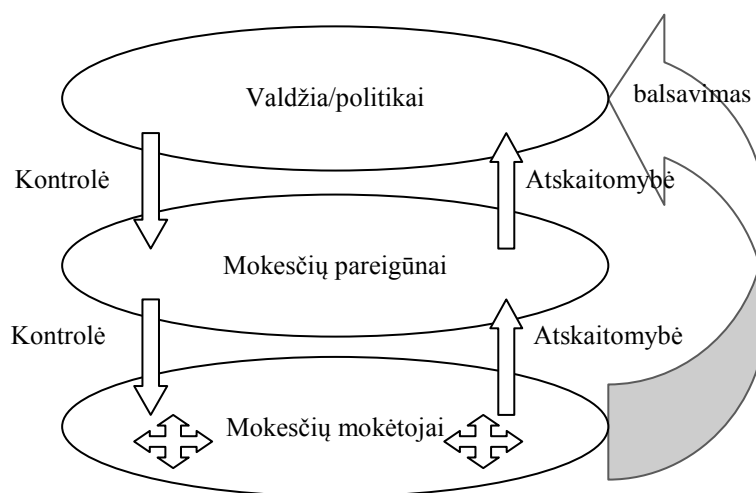 Valdžia/politikai
balsavimas
Kontrolė
Atskaitomybė
Mokesčių pareigūnai
Kontrolė
Atskaitomybė
Mokesčių mokėtojai